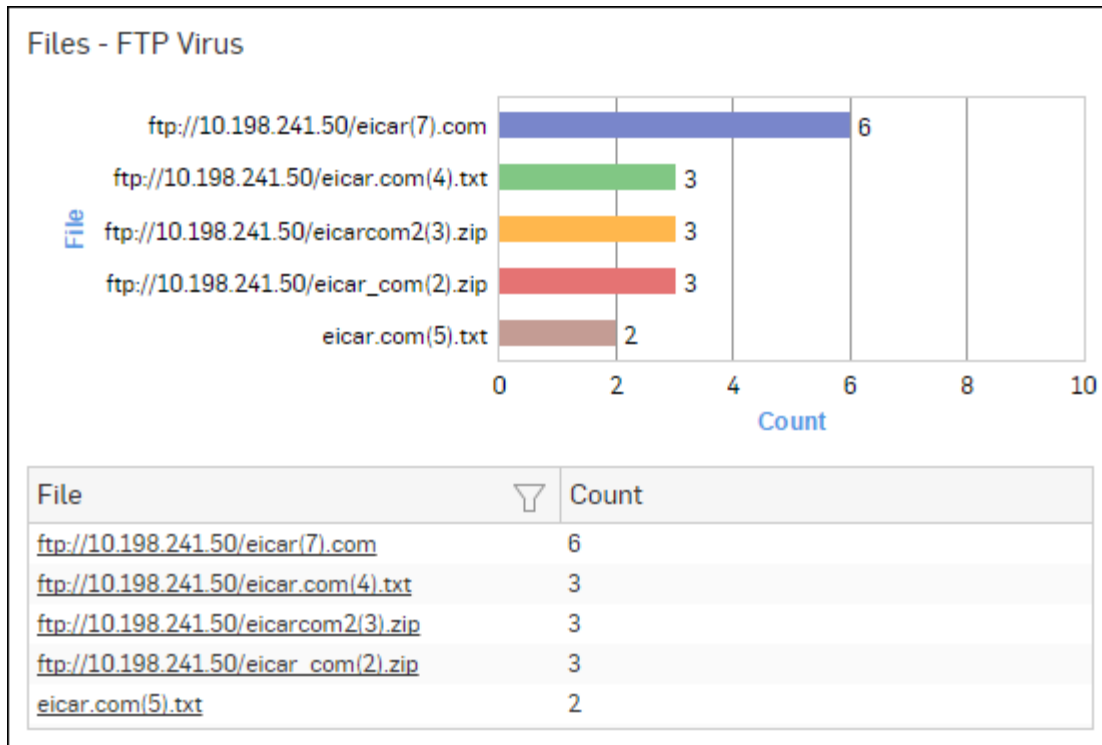 Files - FTP Virus
ftp://10.198.241.50/eicar(7).com 6
ftp://10.198.241.50/eicar.com(4).txt 3
File
ftp://10.198.241.50/eicarcom2(3).zip 3
ftp://10.198.241.50/eicar_com(2).zip 3
eicar.com(5).txt 2
0 2 4 6 8 10
Count
File Count
ftp://10.198.241.50/eicar(7).com 6
ftp://10.198.241.50/eicar.com(4).txt 3
ftp://10.198.241.50/eicarcom2(3).zip 3
ftp://10.198.241.50/eicar_com(2).zip 3
eicar.com(5).txt 2